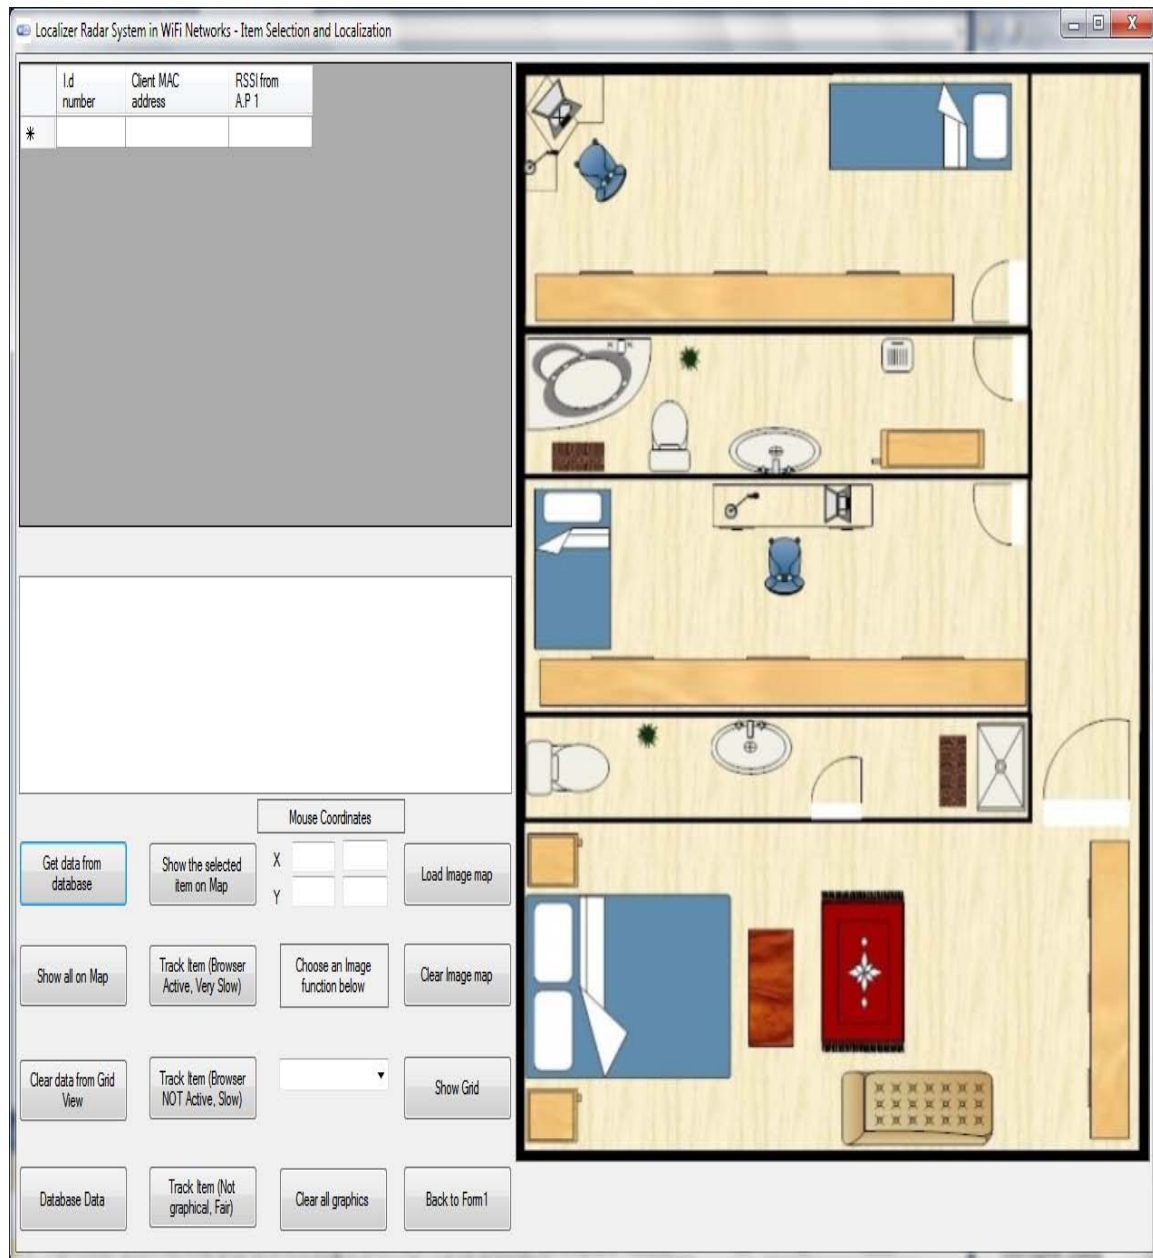 Localizer Radar System in WiFi Networks - Item Selection and Localization
I.d
number
Client MAC
address
RSSI from
A.P 1
Mouse Coordinates
Get data from
database
Show the selected
item on Map
X
Y
Load Image map
Show all on Map
Track Item (Browser
Active, Very Slow)
Choose an Image
function below
Clear Image map
Clear data from Grid
View
Track Item (Browser
NOT Active, Slow)
Show Grid
Database Data
Track Item (Not
graphical, Fair)
Clear all graphics
Back to Form1